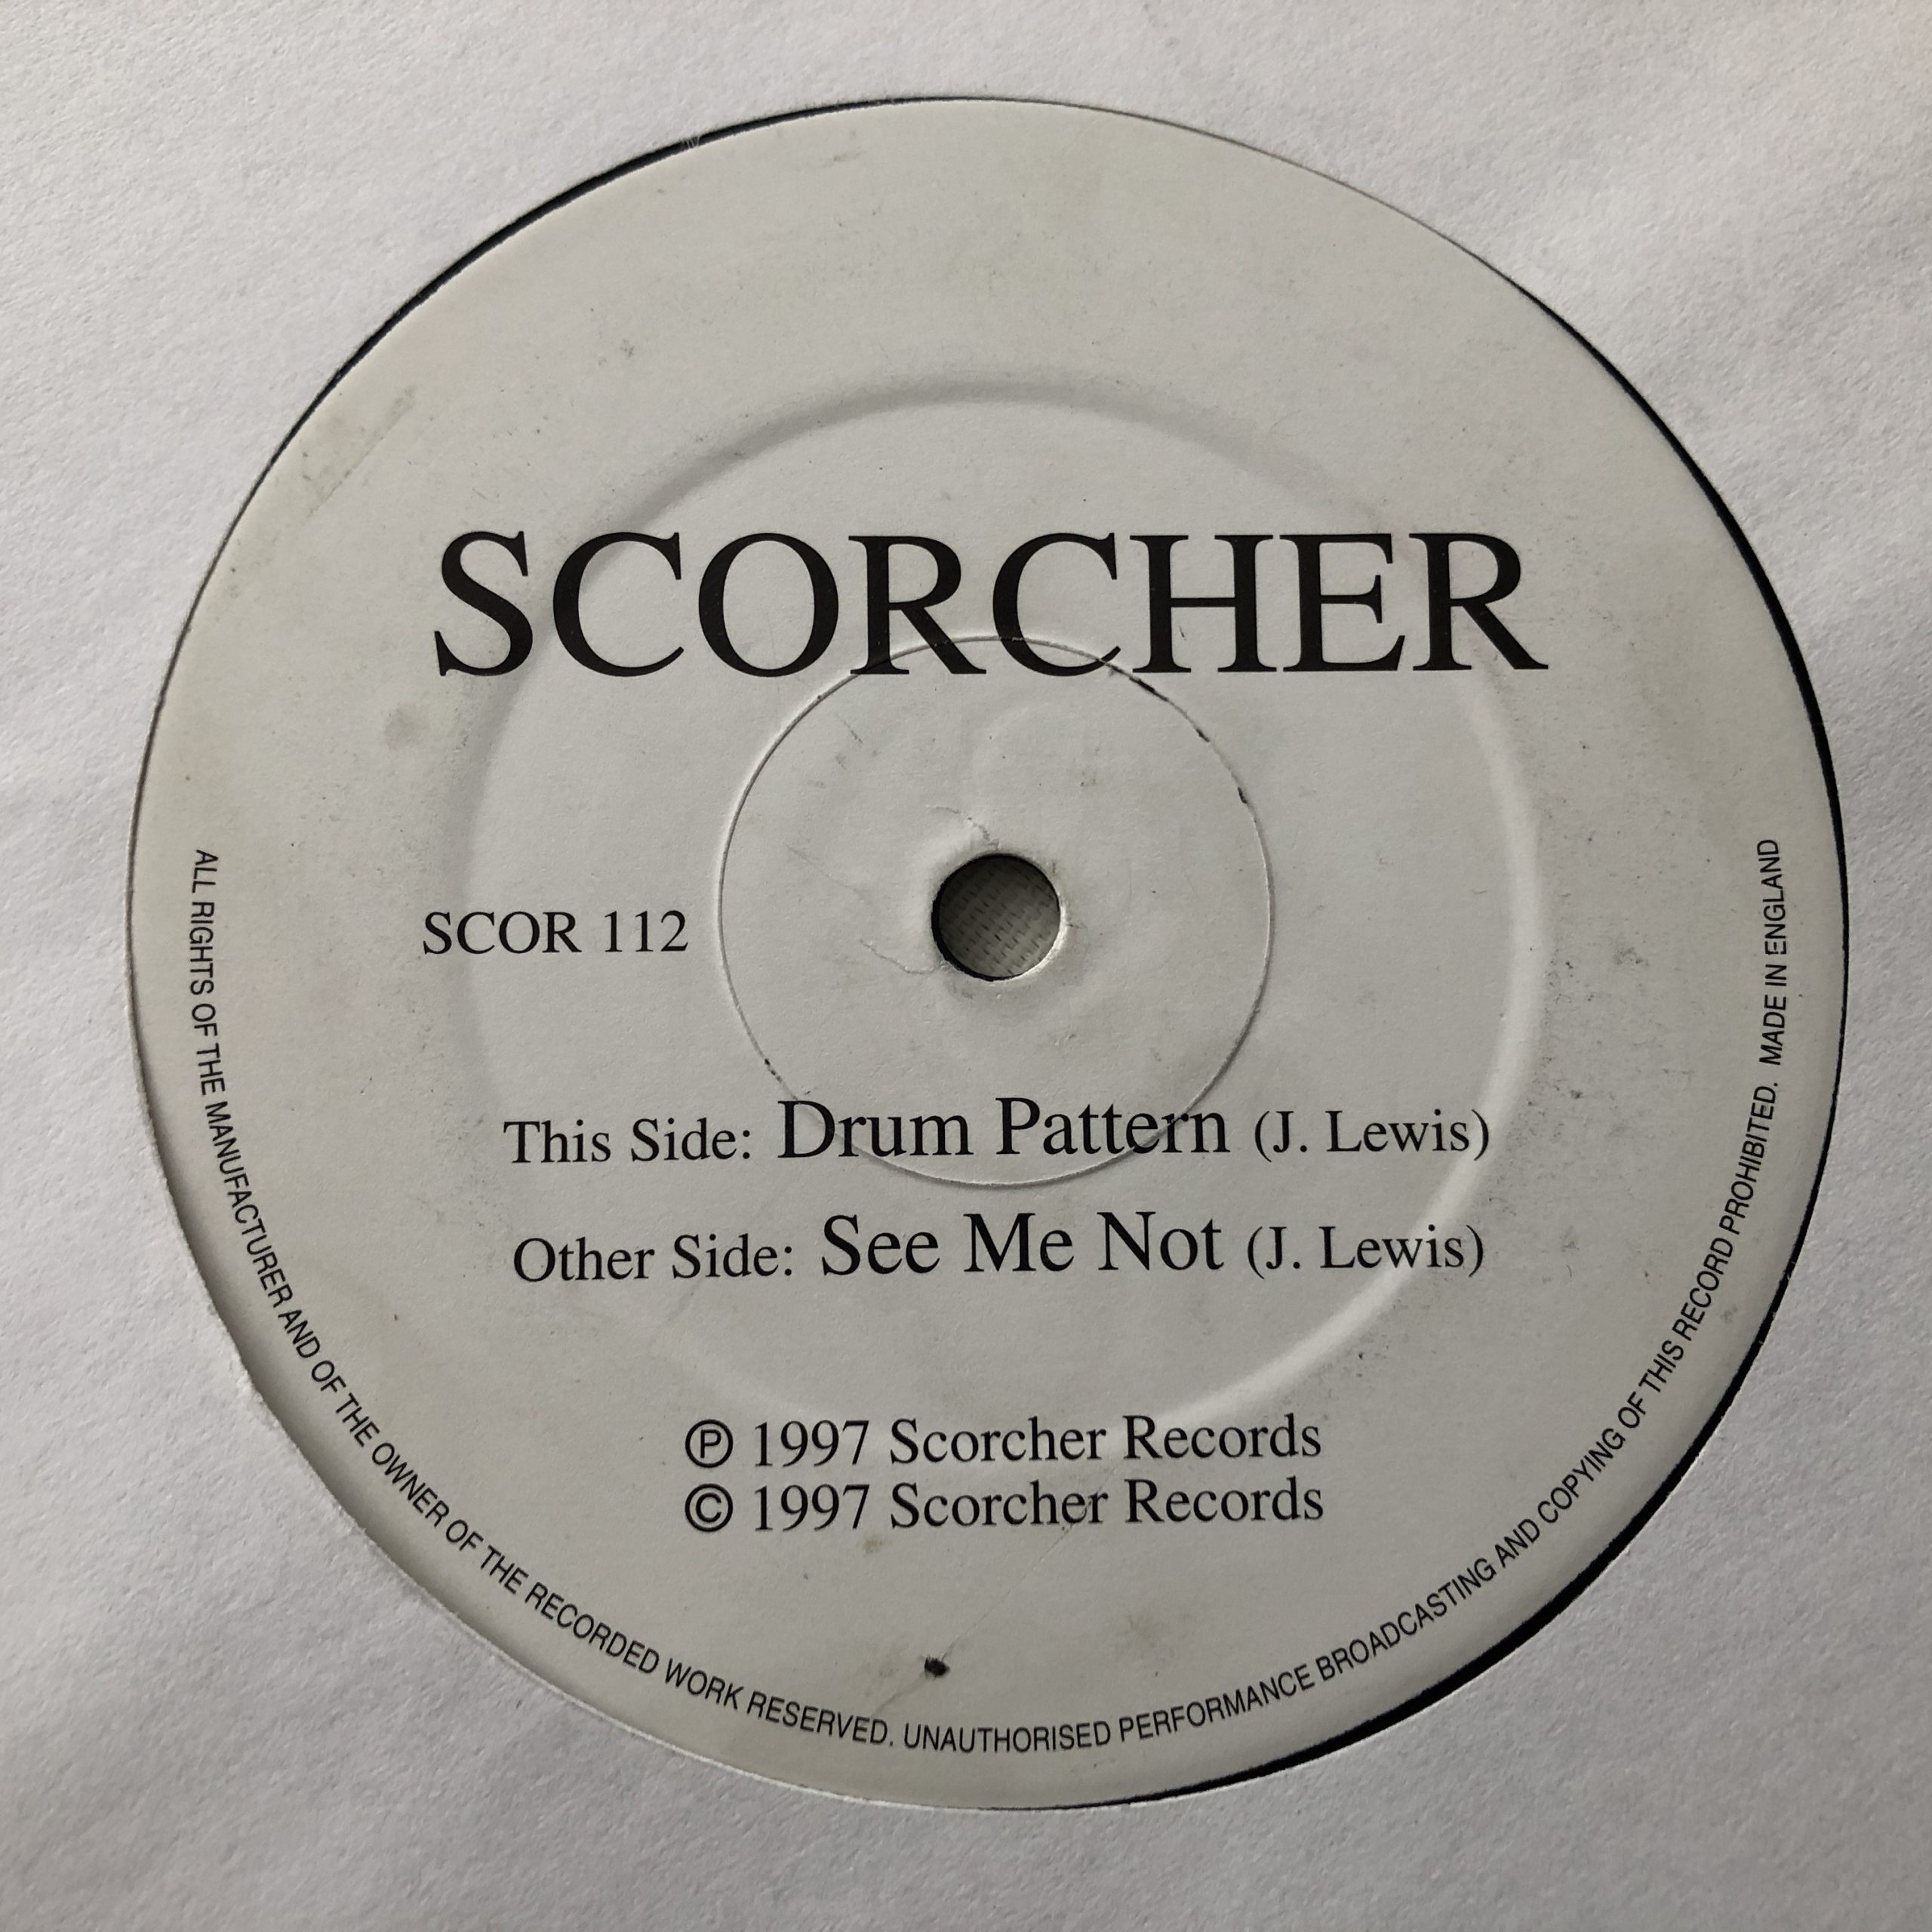 SCORCHER
SCOR 112
This Side: Drum Pattern (J. Lewis)
Other Side: See Me Not (J. Lewis)
℗ 1997 Scorcher Records
© 1997 Scorcher Records
ALL RIGHTS OF THE MANUFACTURER AND OF THE OWNER OF THE RECORDED WORK RESERVED. UNAUTHORISED PERFORMANCE BROADCASTING AND COPYING OF THIS RECORD PROHIBITED. MADE IN ENGLAND